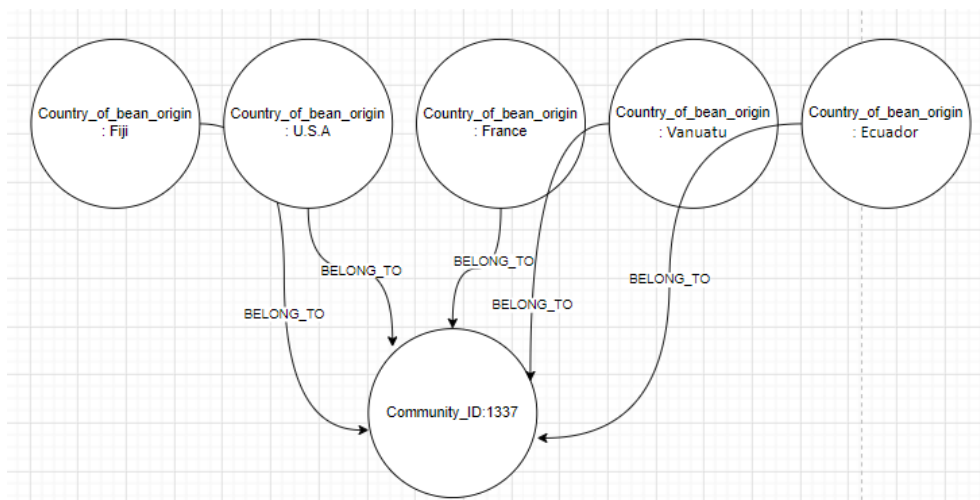 Country_of_bean_origin
: Fiji
Country_of_bean_origin
: U.S.A
Country_of_bean_origin
: France
Country_of_bean_origin
: Vanuatu
Country_of_bean_origin
: Ecuador
BELONG_TO
BELONG_TO
BELONG_TO
BELONG_TO
BELONG_TO
Community_ID:1337